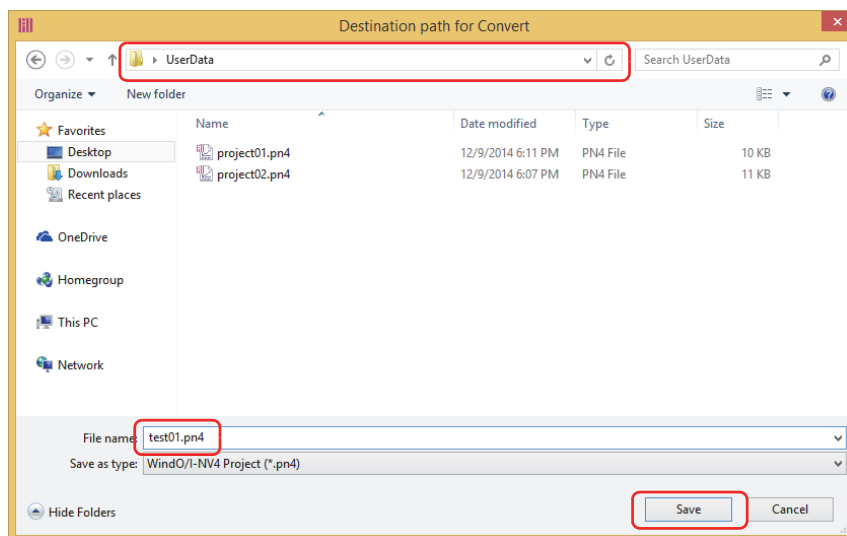 Destination path for Convert
UserData
Search UserData
Organize
New folder
Name Date modified Type Size
Favorites
Desktop
Downloads
Recent places
OneDrive
Homegroup
This PC
Network
project01.pn4 12/9/2014 6:11 PM PN4 File 10 KB
project02.pn4 12/9/2014 6:07 PM PN4 File 11 KB
File name: test01.pn4
Save as type: WindO/I-NV4 Project (*.pn4)
Hide Folders
Save
Cancel